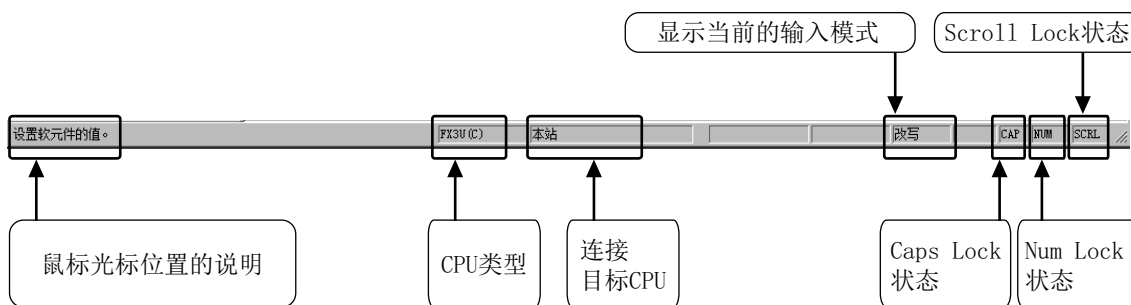 显示当前的输入模式
Scroll Lock状态
设置软元件的值。
FX3U(C)
本站
改写
CAP
NUM
SCRL
鼠标光标位置的说明
CPU类型
连接
目标CPU
Caps Lock
状态
Num Lock
状态